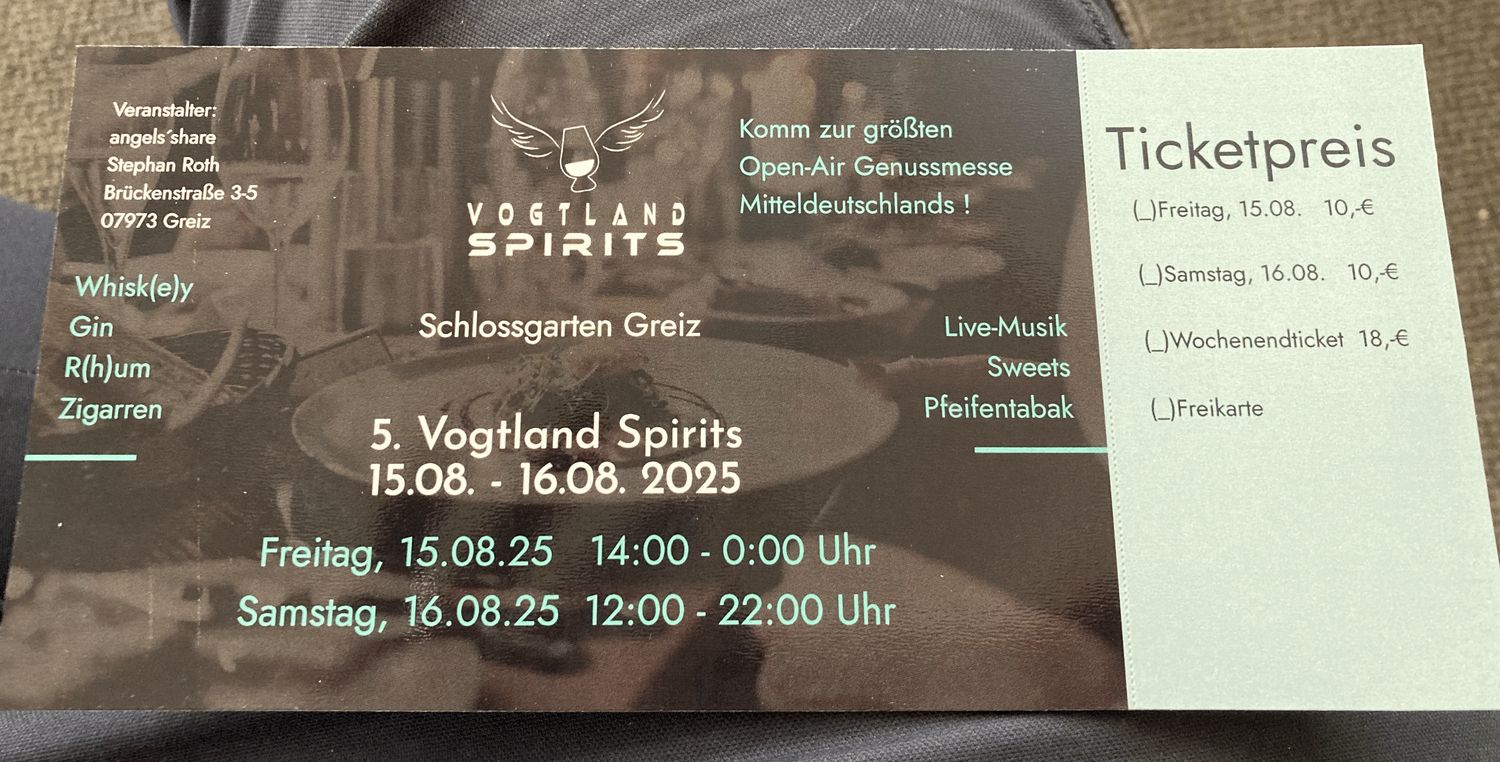 Veranstalter:
angels´share
Stephan Roth
Brückenstraße 3-5
07973 Greiz
Whisk(e)y
Gin
R(h)um
Zigarren
VOGTLAND
SPIRITS
Schlossgarten Greiz
5. Vogtland Spirits
15.08. - 16.08. 2025
Freitag, 15.08.25 14:00 - 0:00 Uhr
Samstag, 16.08.25 12:00 - 22:00 Uhr
Komm zur größten
Open-Air Genussmesse
Mitteldeutschlands !
Live-Musik
Sweets
Pfeifentabak
Ticketpreis
(_)Freitag, 15.08. 10,-€
(_)Samstag, 16.08. 10,-€
(_)Wochenendticket 18,-€
(_)Freikarte